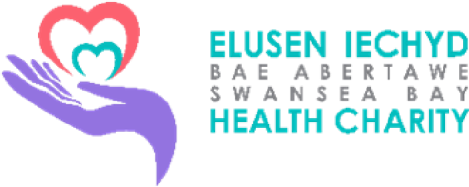 ELUSEN IECHYD
BAE ABERTAWE
SWANSEA BAY
HEALTH CHARITY